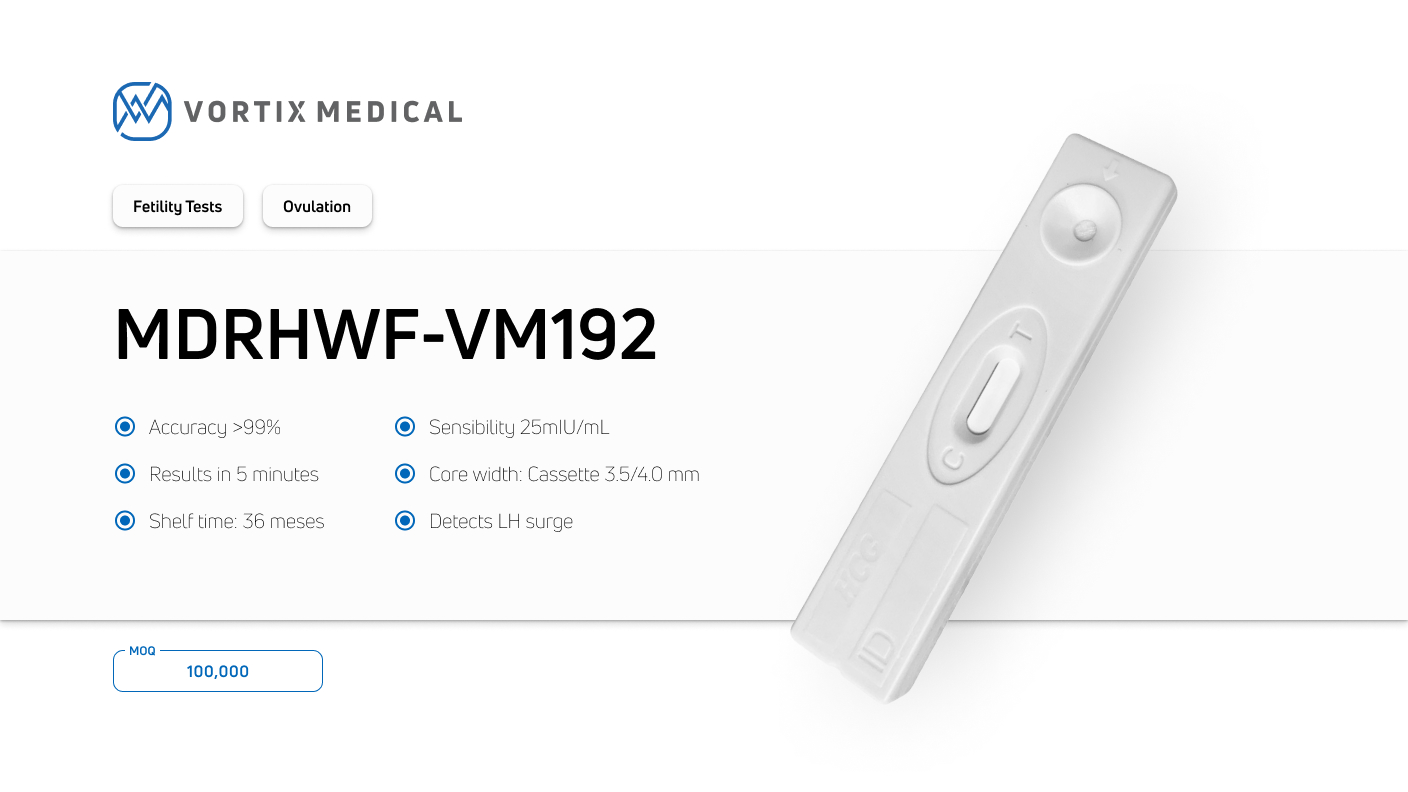 VORTIX MEDICAL
Fetility Tests
Ovulation
MDRHWF-VM192
Accuracy >99%
Sensibility 25mIU/mL
Results in 5 minutes
Core width: Cassette 3.5/4.0 mm
Shelf time: 36 meses
Detects LH surge
MOQ
100,000
T
C
HCG
ID